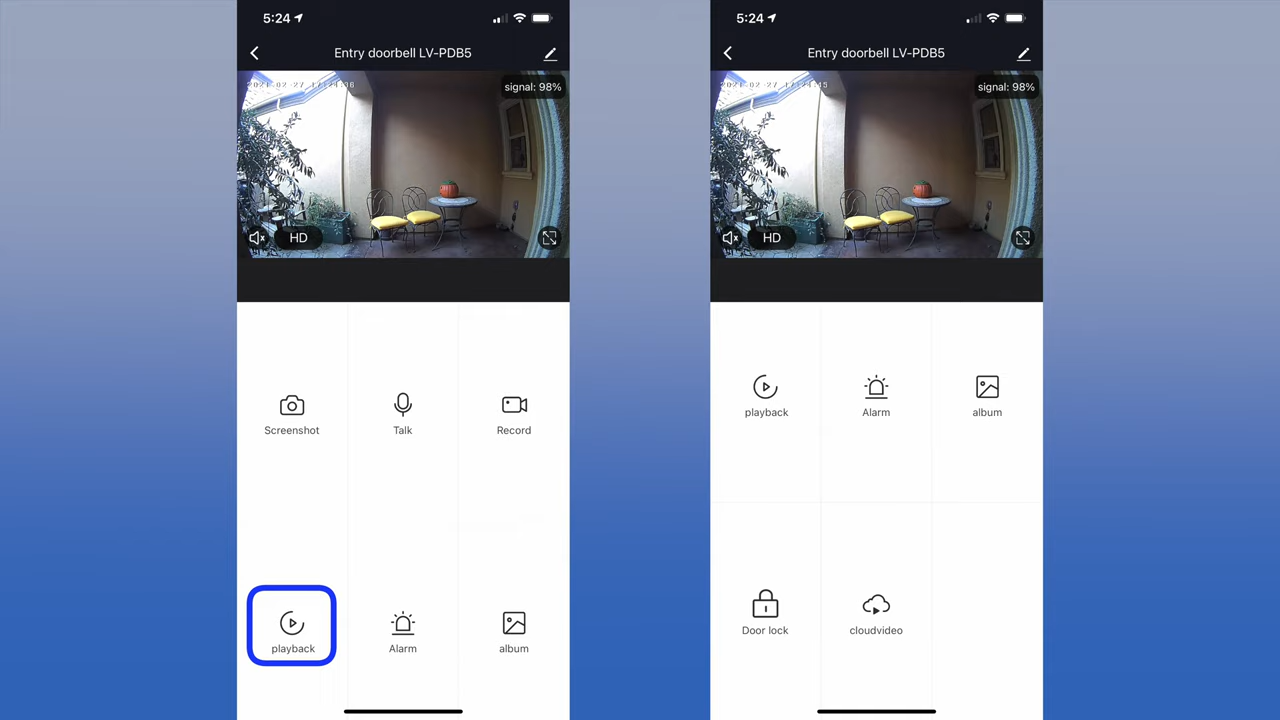 5:24
Entry doorbell LV-PDB5
signal: 98%
HD
Screenshot
Talk
Record
playback
Alarm
album
5:24
Entry doorbell LV-PDB5
signal: 98%
HD
playback
Alarm
album
Door lock
cloudvideo